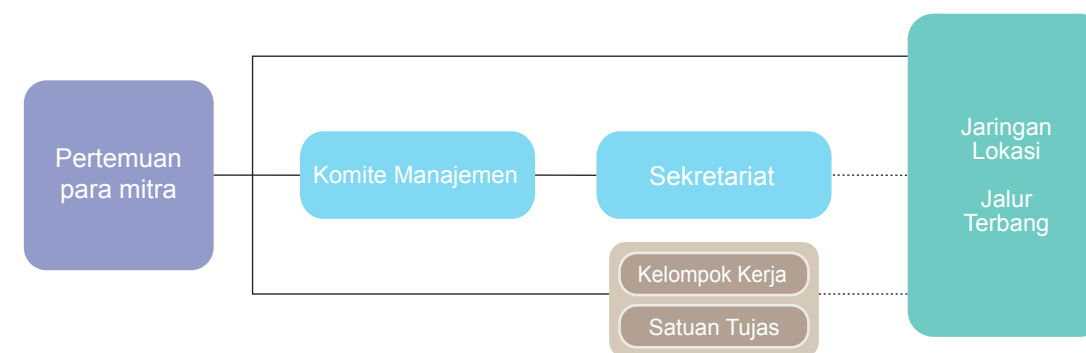 Pertemuan
para mitra
Komite Manajemen
Sekretariat
Kelompok Kerja
Satuan Tujas
Jaringan
Lokasi
Jalur
Terbang